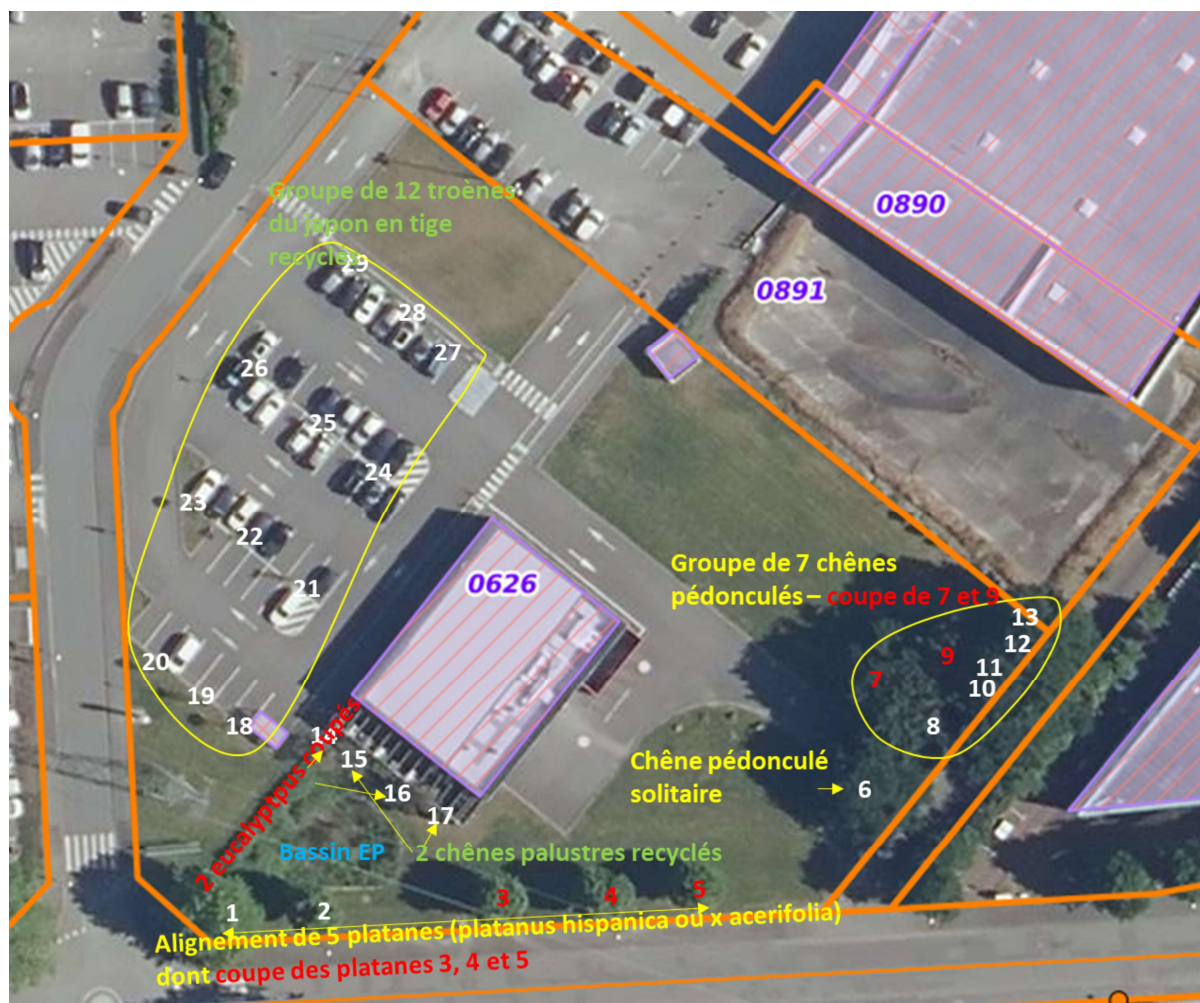 0890
0891
Groupe de 12 troènes
du japon en tige
recyclés
29
28
27
26
25
24
23
22
21
20
19
18
0626
Groupe de 7 chênes
pédonculés – coupe de 7 et 9
13
12
11
10
9
7
8
6
Chêne pédonculé
solitaire
2 eucalyptpus coupés
15
16
17
Bassin EP
2 chênes palustres recyclés
1
2
3
4
5
Alignement de 5 platanes (platanus hispanica ou x acerifolia)
dont coupe des platanes 3, 4 et 5